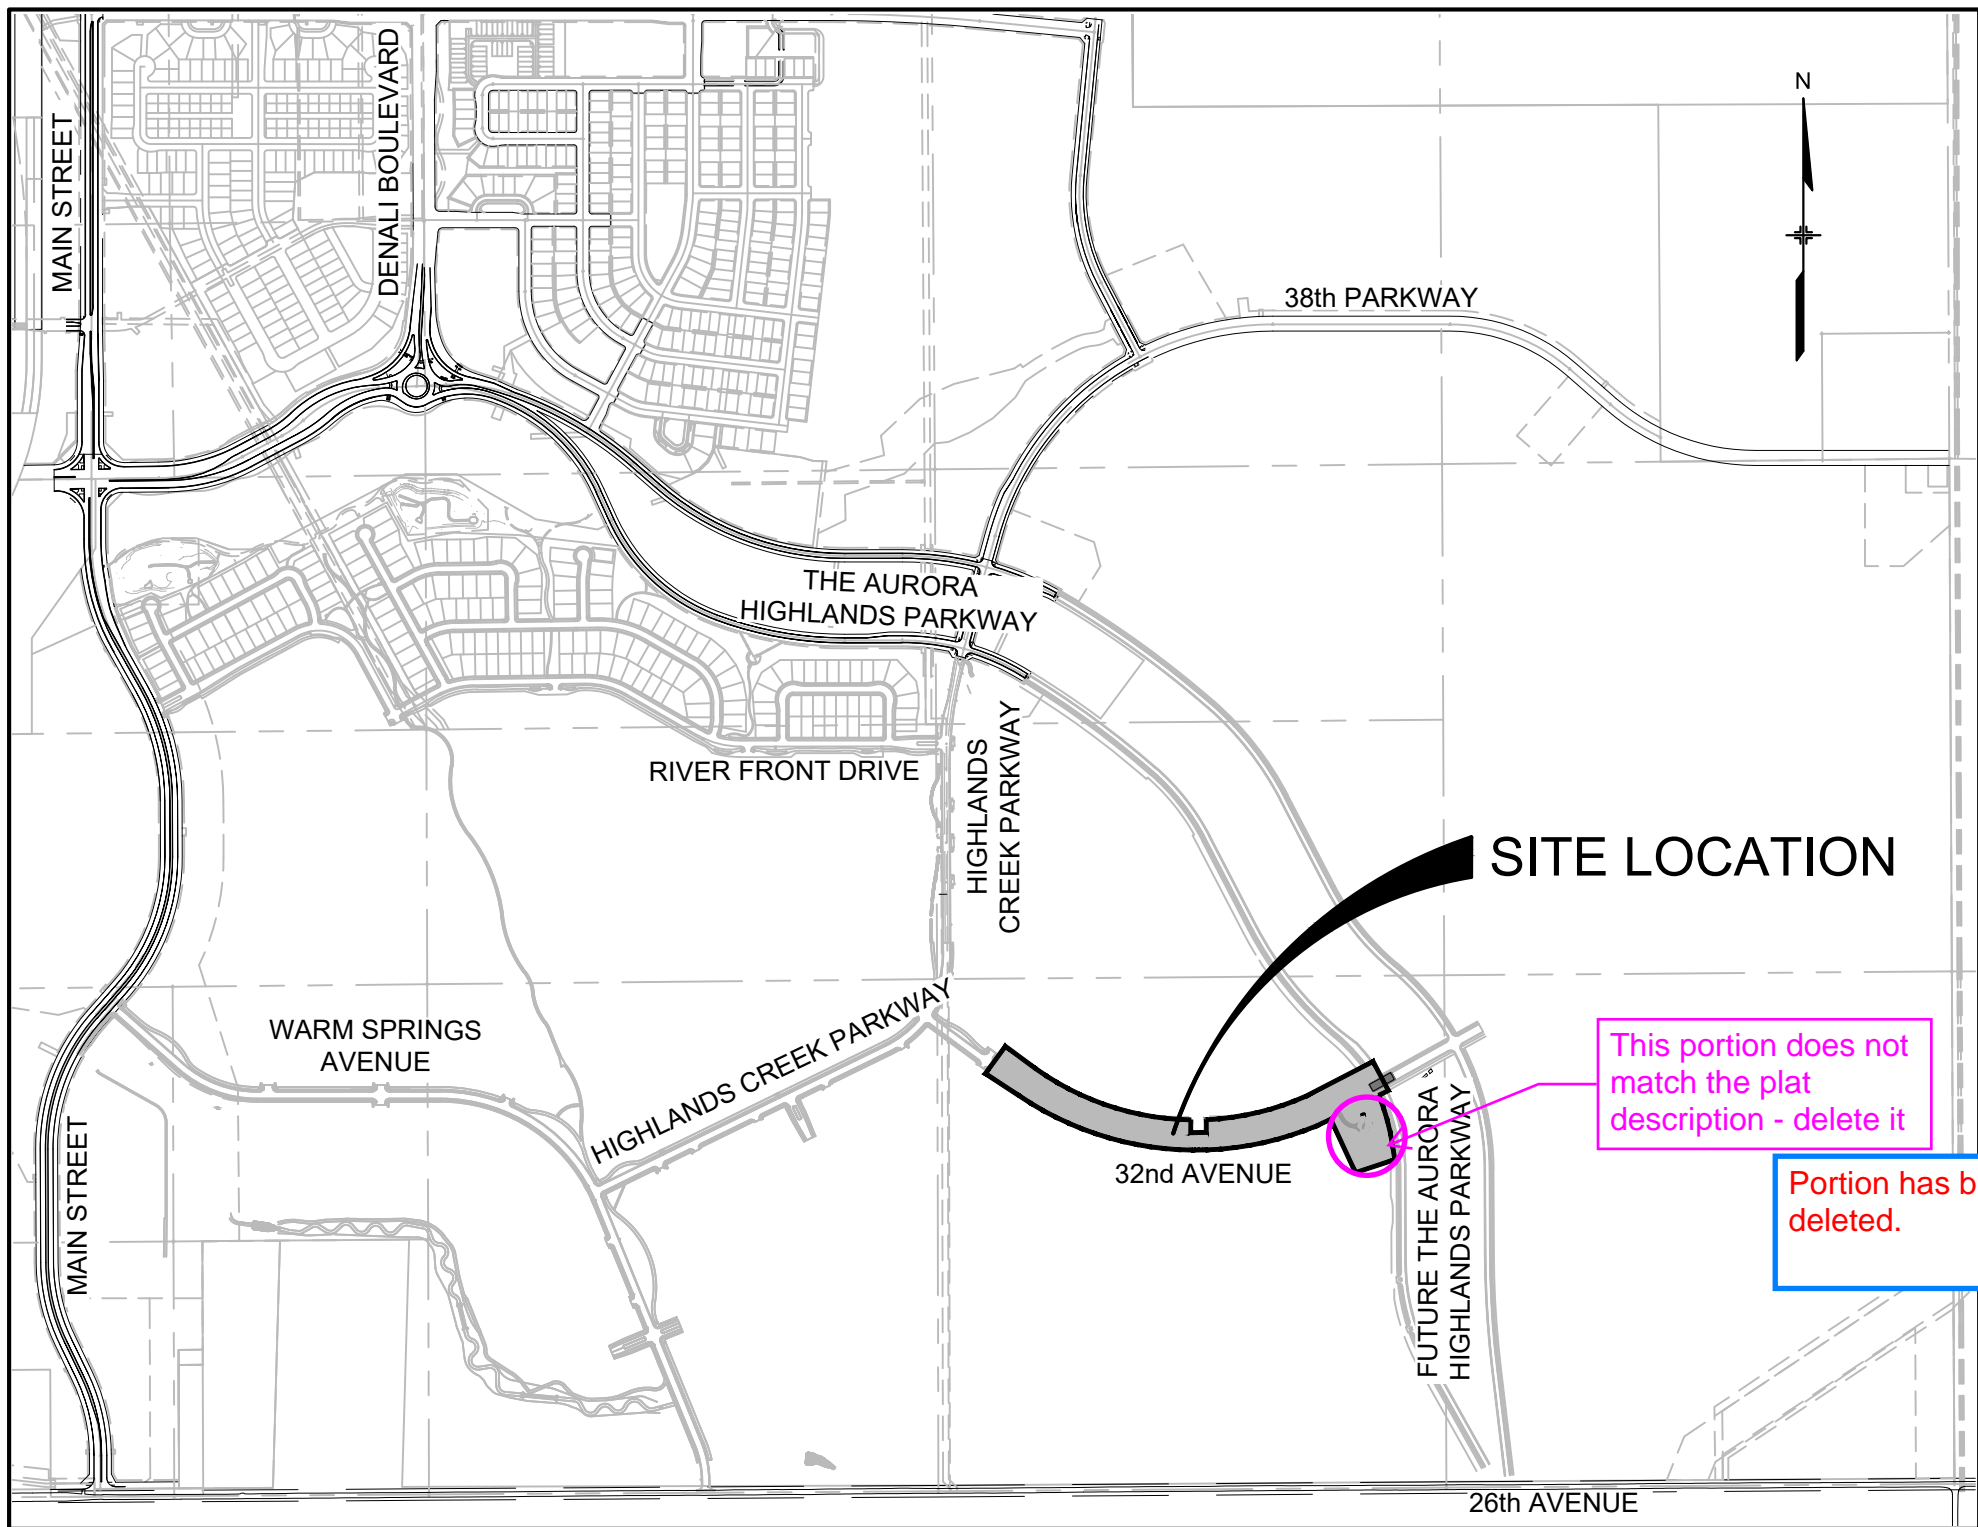 MAIN STREET
DENALI BOULEVARD
N
38th PARKWAY
THE AURORA
HIGHLANDS PARKWAY
RIVER FRONT DRIVE
HIGHLANDS
CREEK PARKWAY
SITE LOCATION
WARM SPRINGS
AVENUE
HIGHLANDS CREEK PARKWAY
This portion does not
match the plat
description - delete it
32nd AVENUE
MAIN STREET
FUTURE THE AURORA
HIGHLANDS PARKWAY
Portion has b
deleted.
26th AVENUE